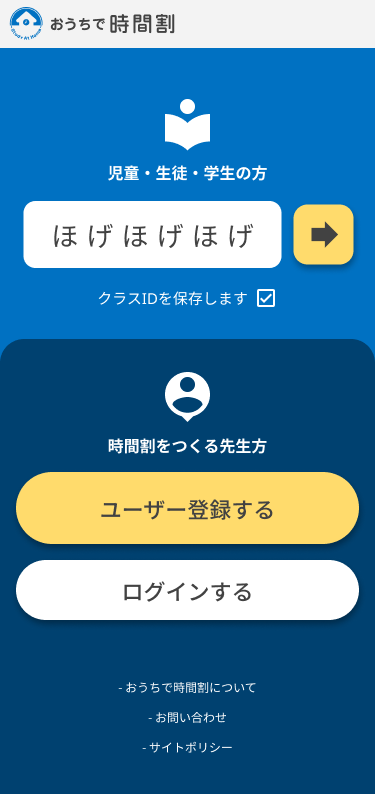 おうちで時間割
児童・生徒・学生の方
ほげほげほげ
クラスIDを保存します
時間割をつくる先生方
ユーザー登録する
ログインする
- おうちで時間割について
- お問い合わせ
- サイトポリシー